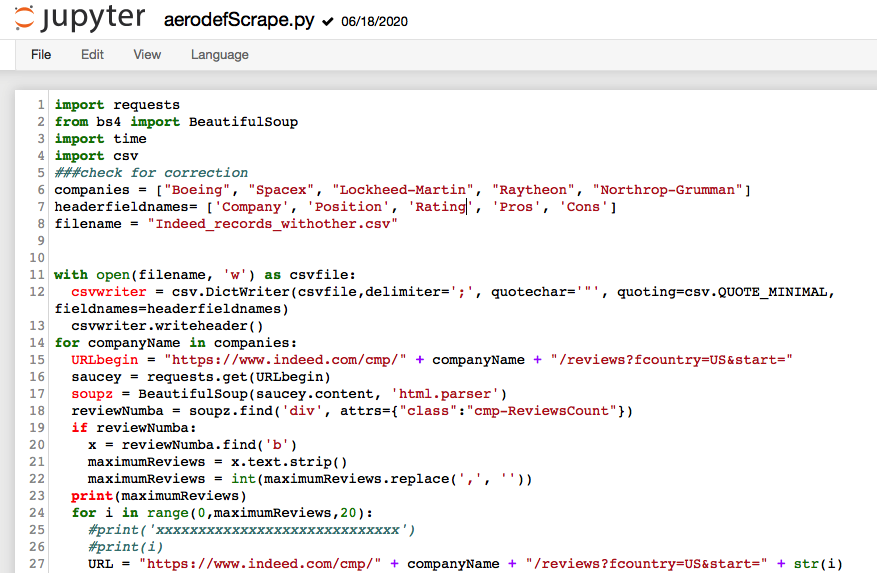 jupyter aerodefScrape.py ✔ 06/18/2020
File Edit View Language
1 import requests
2 from bs4 import BeautifulSoup
3 import time
4 import csv
5 ###check for correction
6 companies = ["Boeing", "Spacex", "Lockheed-Martin", "Raytheon", "Northrop-Grumman"]
7 headerfieldnames= ['Company', 'Position', 'Rating', 'Pros', 'Cons']
8 filename = "Indeed_records_withother.csv"
9
10
11 with open(filename, 'w') as csvfile:
12   csvwriter = csv.DictWriter(csvfile,delimiter=';', quotechar='"', quoting=csv.QUOTE_MINIMAL,
fieldnames=headerfieldnames)
13   csvwriter.writeheader()
14 for companyName in companies:
15   URLbegin = "https://www.indeed.com/cmp/" + companyName + "/reviews?fcountry=US&start="
16   saucey = requests.get(URLbegin)
17   soupz = BeautifulSoup(saucey.content, 'html.parser')
18   reviewNumba = soupz.find('div', attrs={"class":"cmp-ReviewsCount"})
19   if reviewNumba:
20     x = reviewNumba.find('b')
21     maximumReviews = x.text.strip()
22     maximumReviews = int(maximumReviews.replace(',', ''))
23   print(maximumReviews)
24   for i in range(0,maximumReviews,20):
25     #print('xxxxxxxxxxxxxxxxxxxxxxxxxxxxx')
26     #print(i)
27     URL = "https://www.indeed.com/cmp/" + companyName + "/reviews?fcountry=US&start=" + str(i)